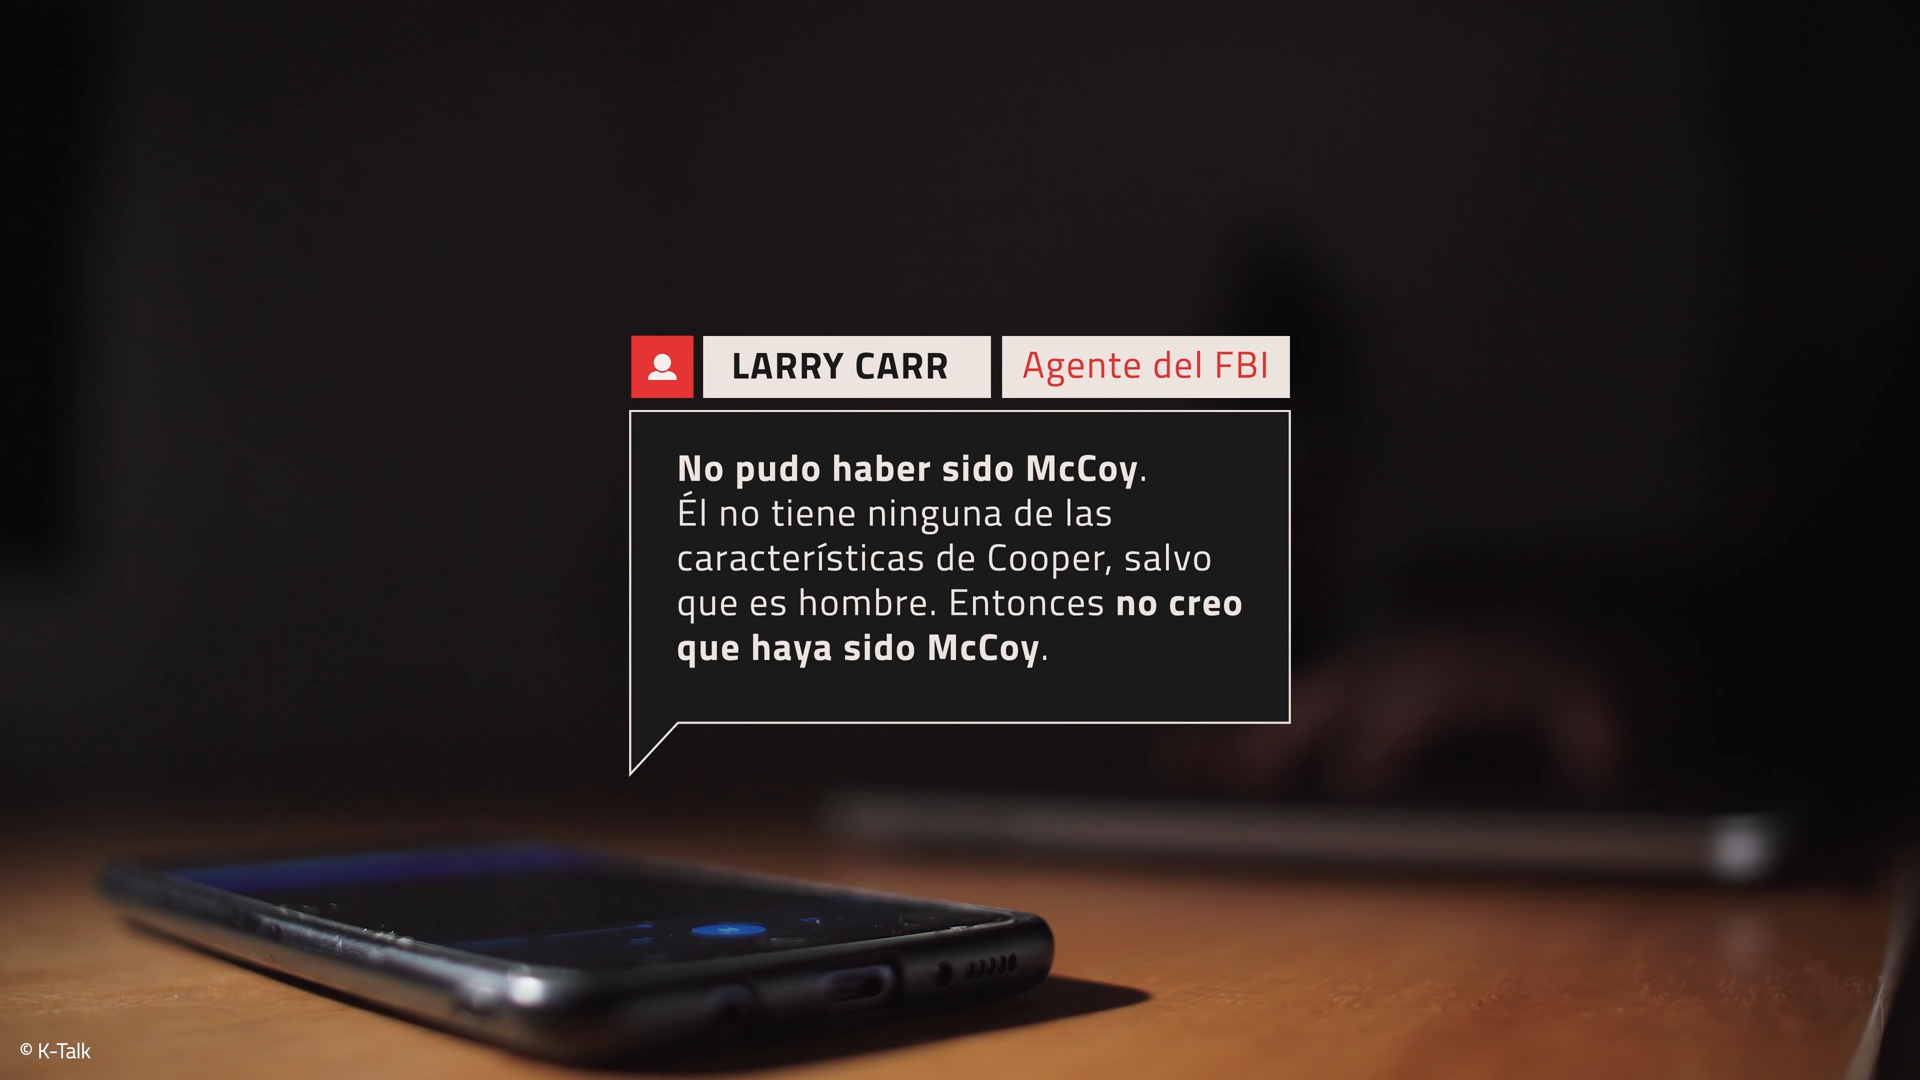 LARRY CARR
Agente del FBI
No pudo haber sido McCoy.
Él no tiene ninguna de las
características de Cooper, salvo
que es hombre. Entonces no creo
que haya sido McCoy.
© K-Talk